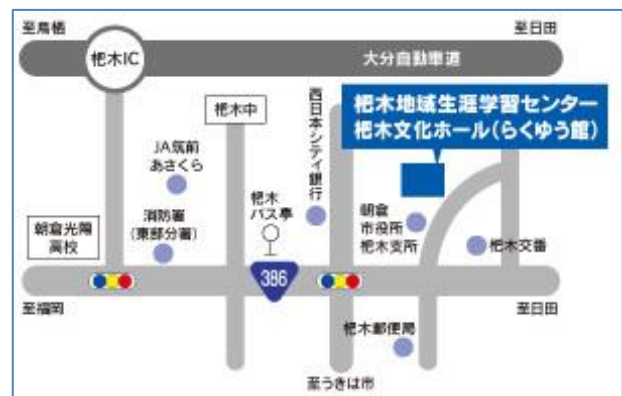 至鳥栖
至日田
杷木IC
大分自動車道
杷木中
西日本シティ銀行
杷木地域生涯学習センター
杷木文化ホール(らくゆう館)
JA筑前
あさくら
杷木
バス亭
朝倉光陽
高校
消防署
(東部分署)
朝倉
市役所
杷木支所
杷木交番
386
至福岡
至日田
杷木郵便局
至うきは市